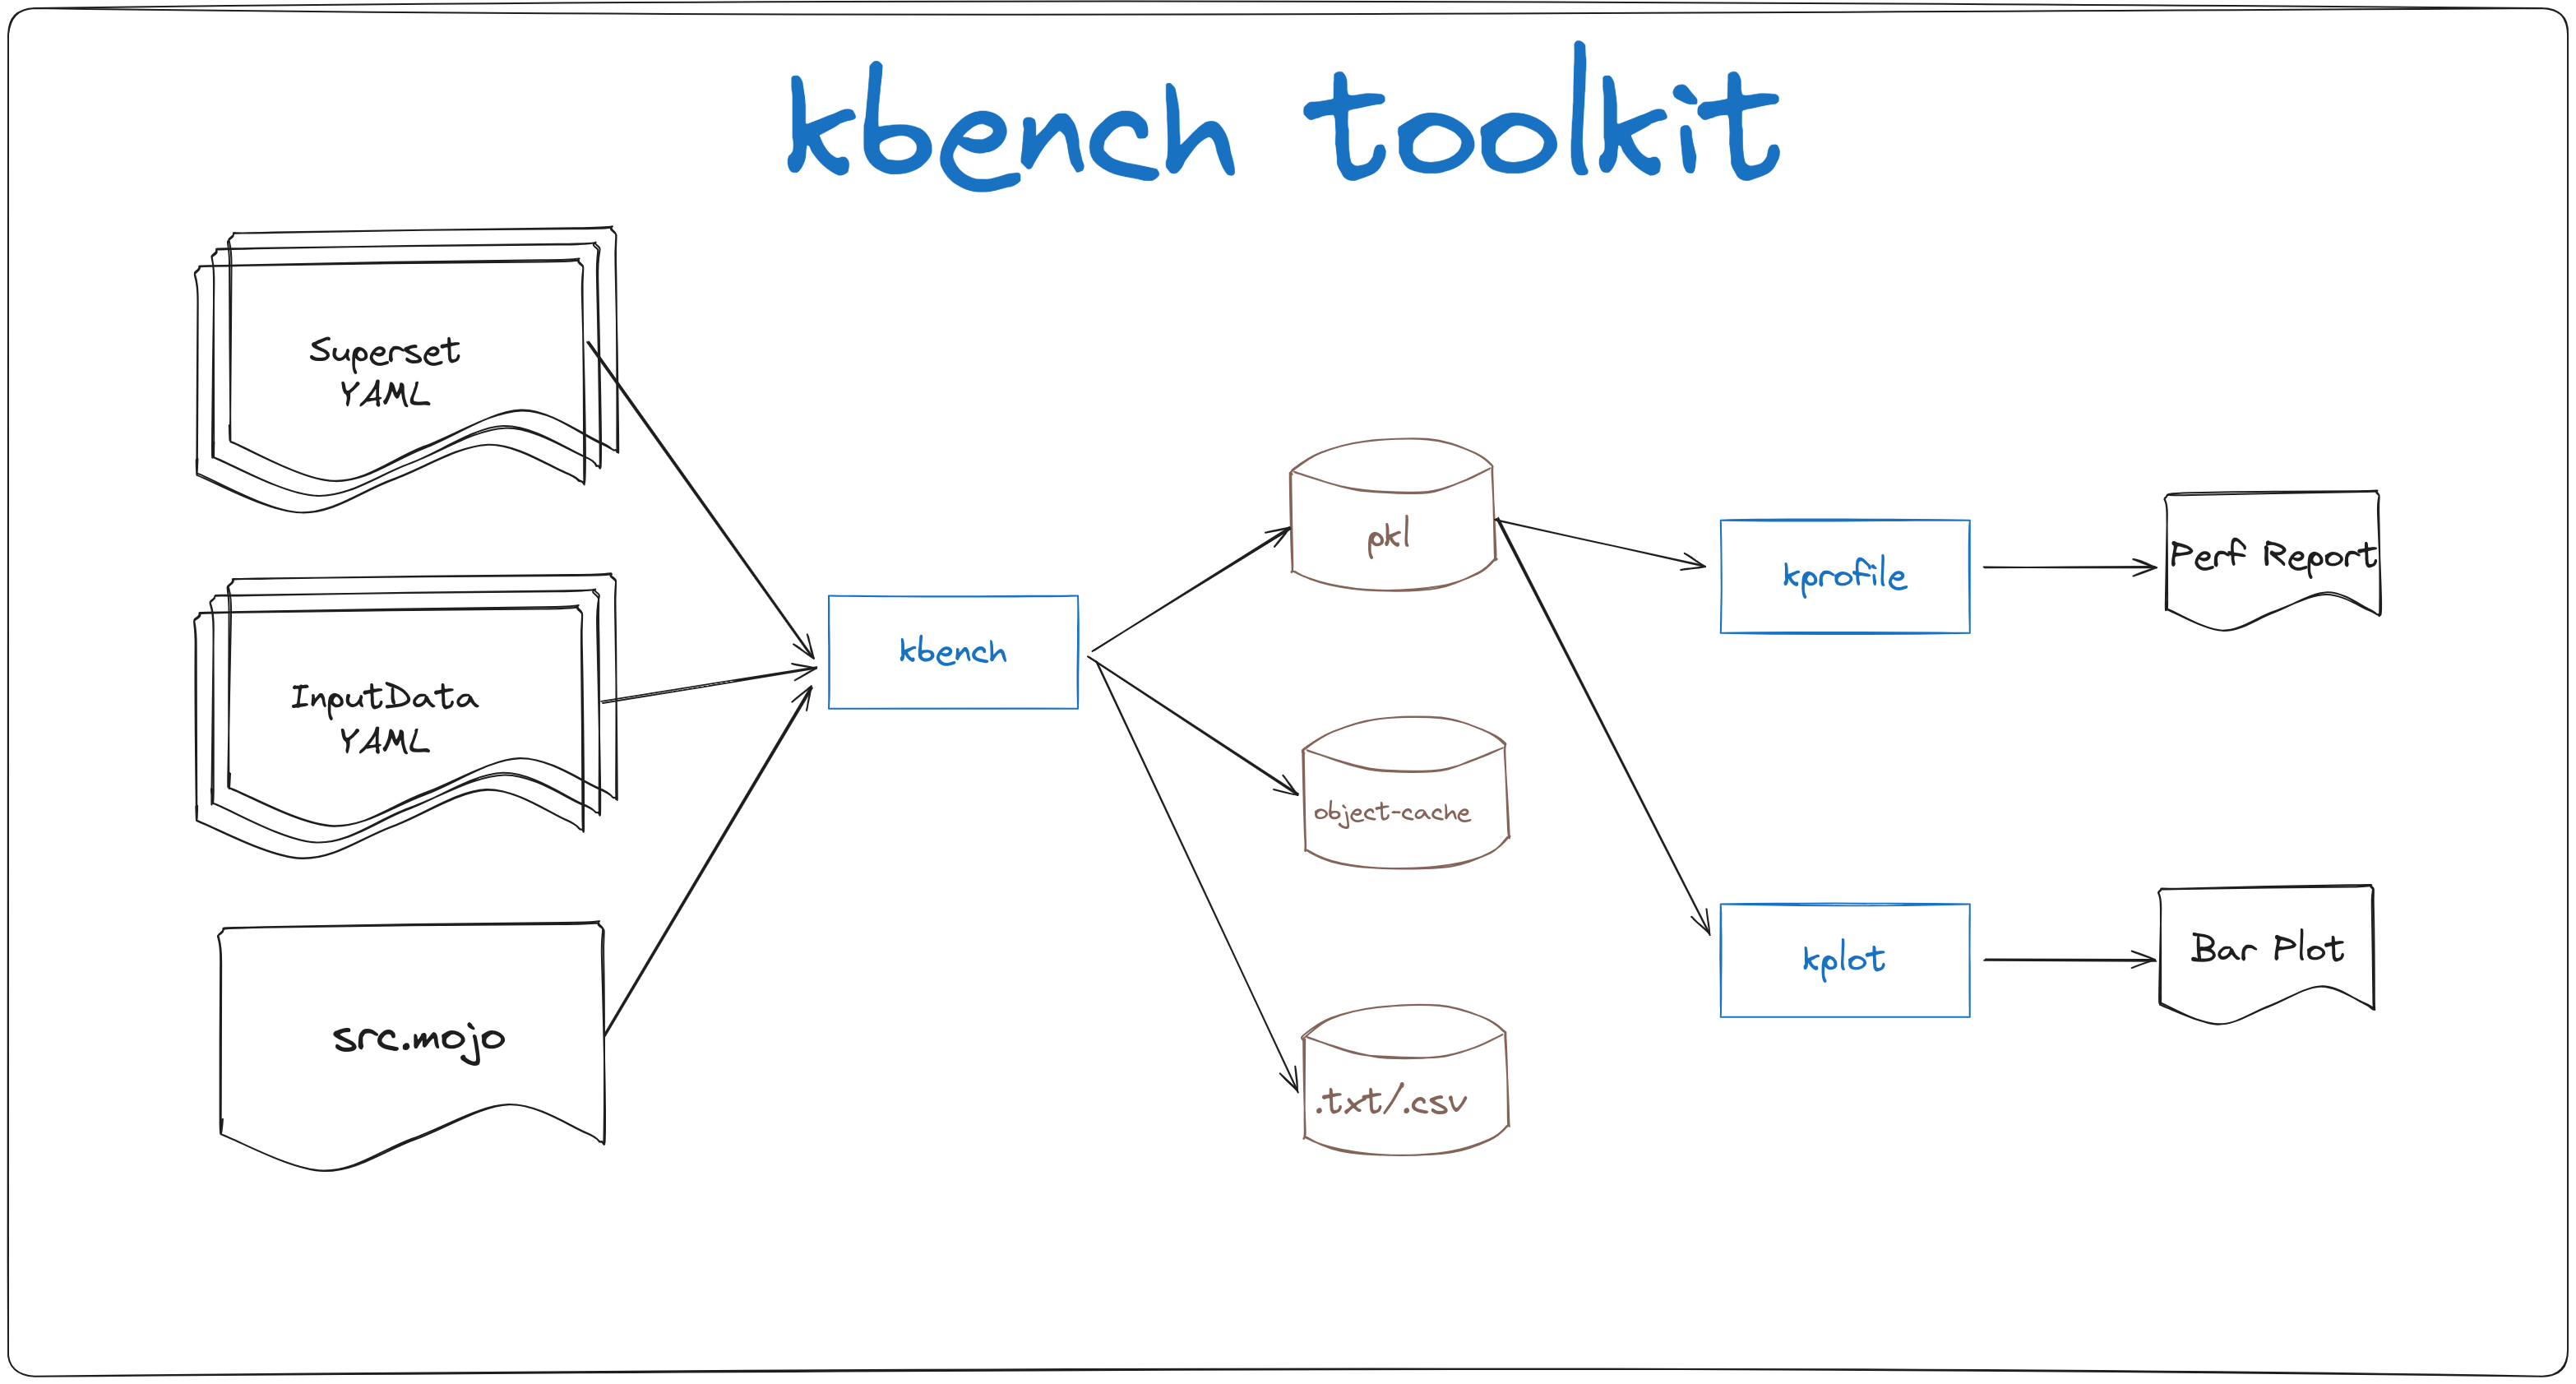 kbench toolkit
Superset
YAML
InputData
YAML
src.mojo
kbench
pkl
object-cache
.txt/.csv
kprofile
kplot
Perf Report
Bar Plot